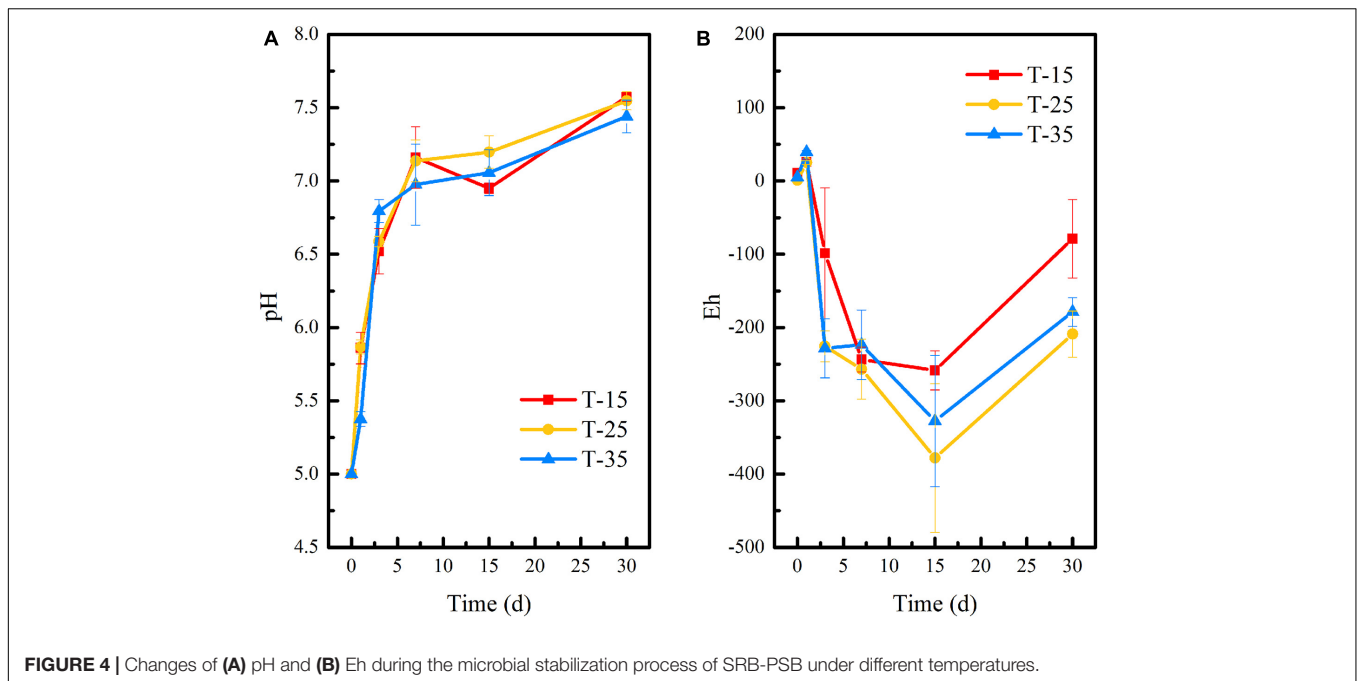 A
8.0
7.5
7.0
6.5
6.0
5.5
5.0
4.5
pH
0 5 10 15 20 25 30
Time (d)
T-15
T-25
T-35
B
200
100
0
-100
-200
-300
-400
-500
Eh
0 5 10 15 20 25 30
Time (d)
T-15
T-25
T-35
FIGURE 4 | Changes of (A) pH and (B) Eh during the microbial stabilization process of SRB-PSB under different temperatures.